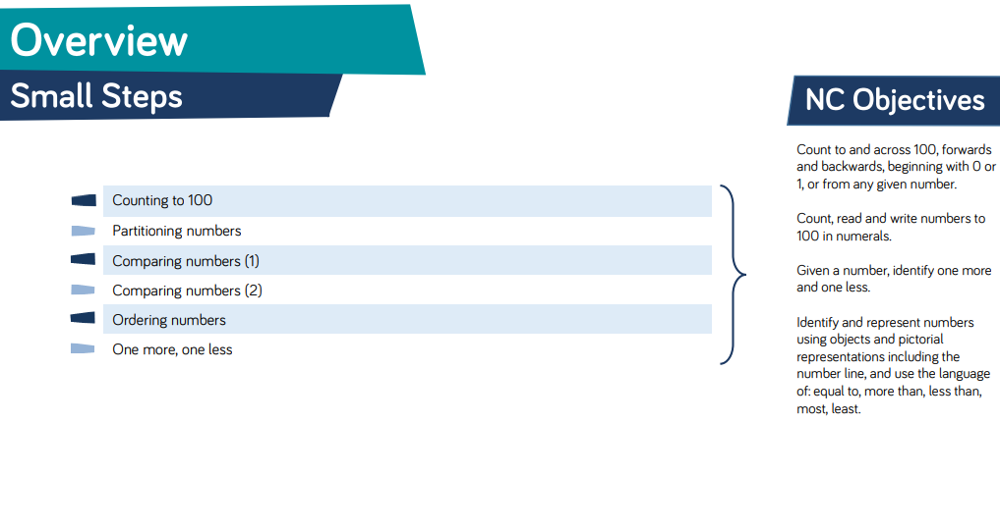 Overview
Small Steps
NC Objectives
Counting to 100
Partitioning numbers
Comparing numbers (1)
Comparing numbers (2)
Ordering numbers
One more, one less
Count to and across 100, forwards
and backwards, beginning with 0 or
1, or from any given number.
Count, read and write numbers to
100 in numerals.
Given a number, identify one more
and one less.
Identify and represent numbers
using objects and pictorial
representations including the
number line, and use the language
of: equal to, more than, less than,
most, least.